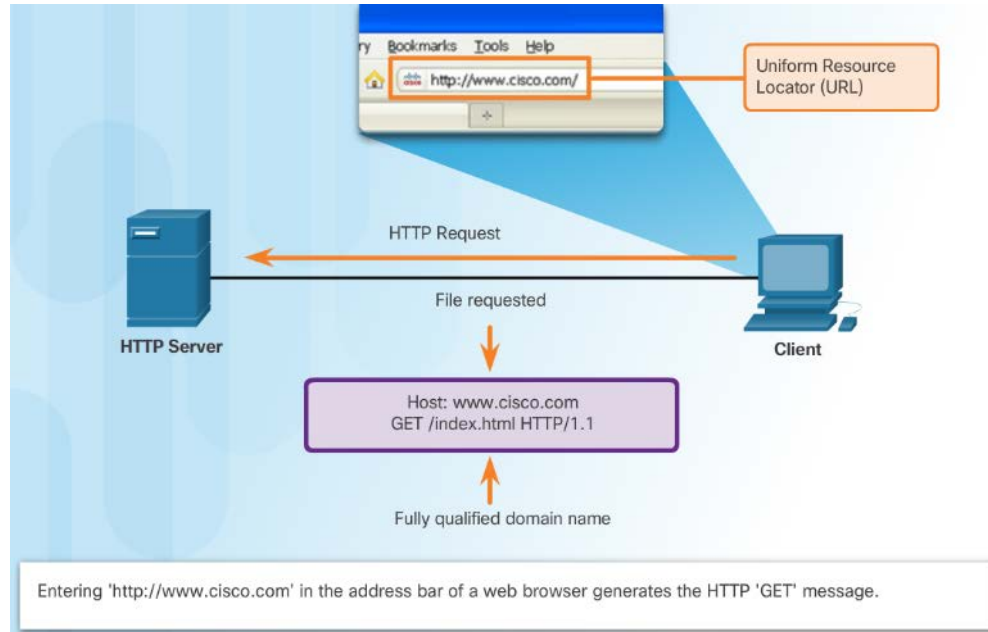 ry Bookmarks Tools Help
http://www.cisco.com/
Uniform Resource
Locator (URL)
HTTP Request
File requested
HTTP Server
Client
Host: www.cisco.com
GET /index.html HTTP/1.1
Fully qualified domain name
Entering 'http://www.cisco.com' in the address bar of a web browser generates the HTTP 'GET' message.